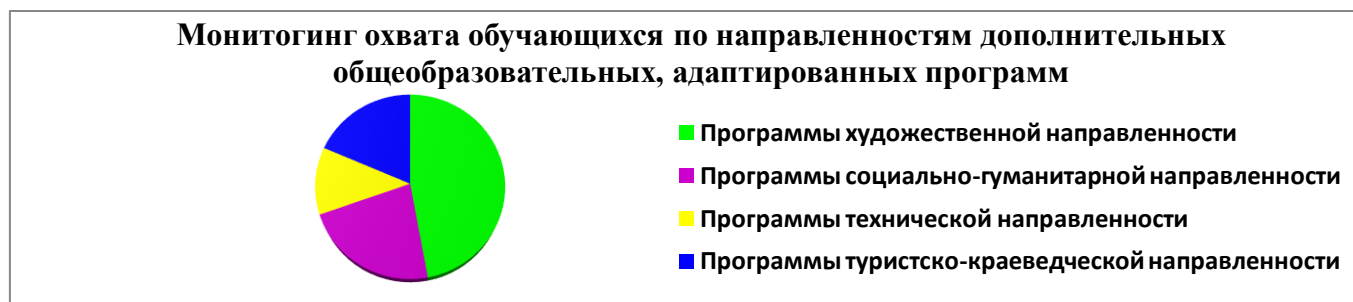 Монитогинг охвата обучающихся по направленностям дополнительных
общеобразовательных, адаптированных программ
Программы художественной направленности
Программы социально-гуманитарной направленности
Программы технической направленности
Программы туристско-краеведческой направленности